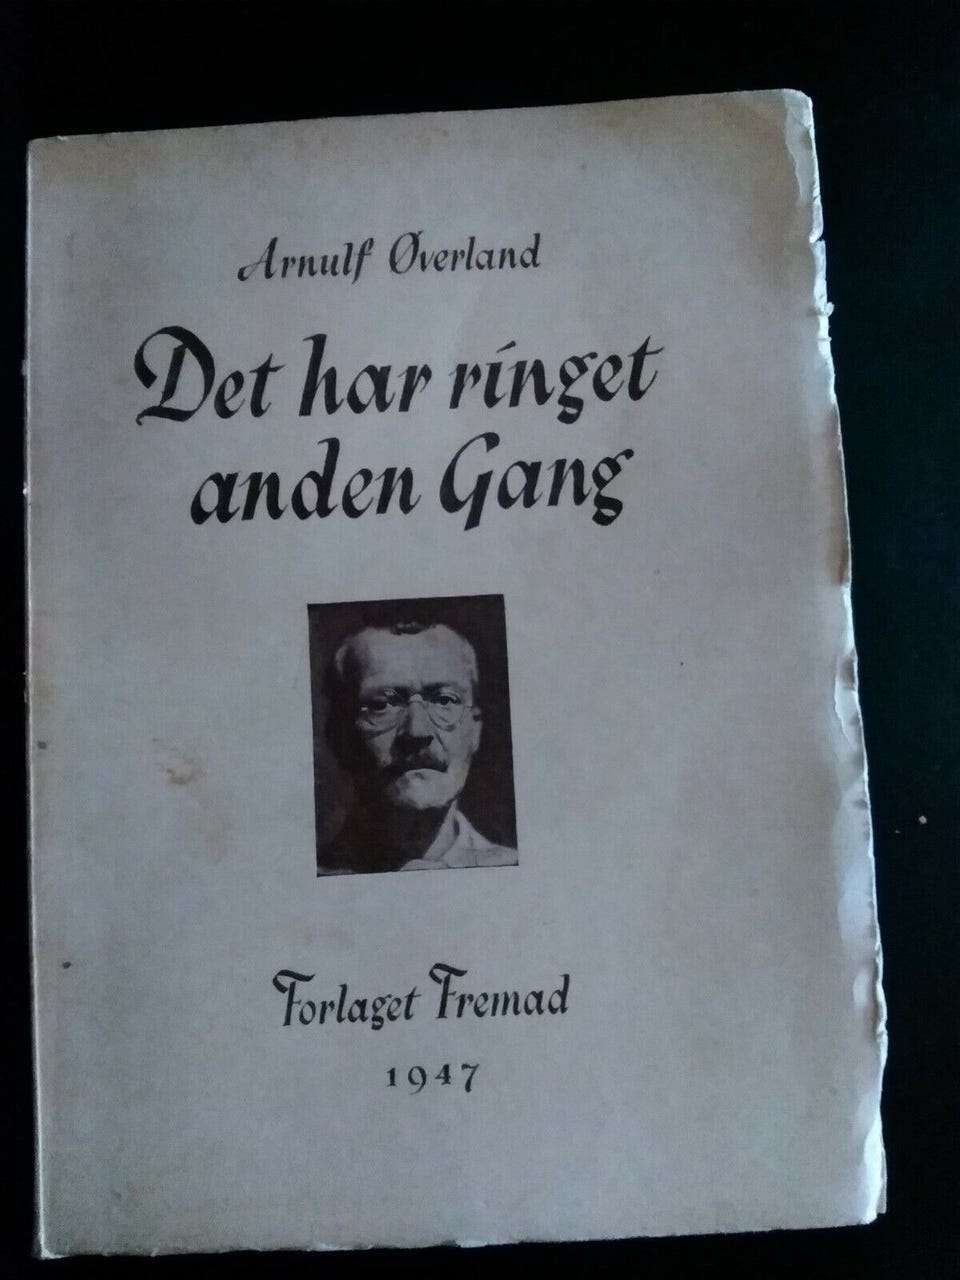 Arnulf Øverland
Det har ringet
anden Gang
Forlaget Fremad
1947